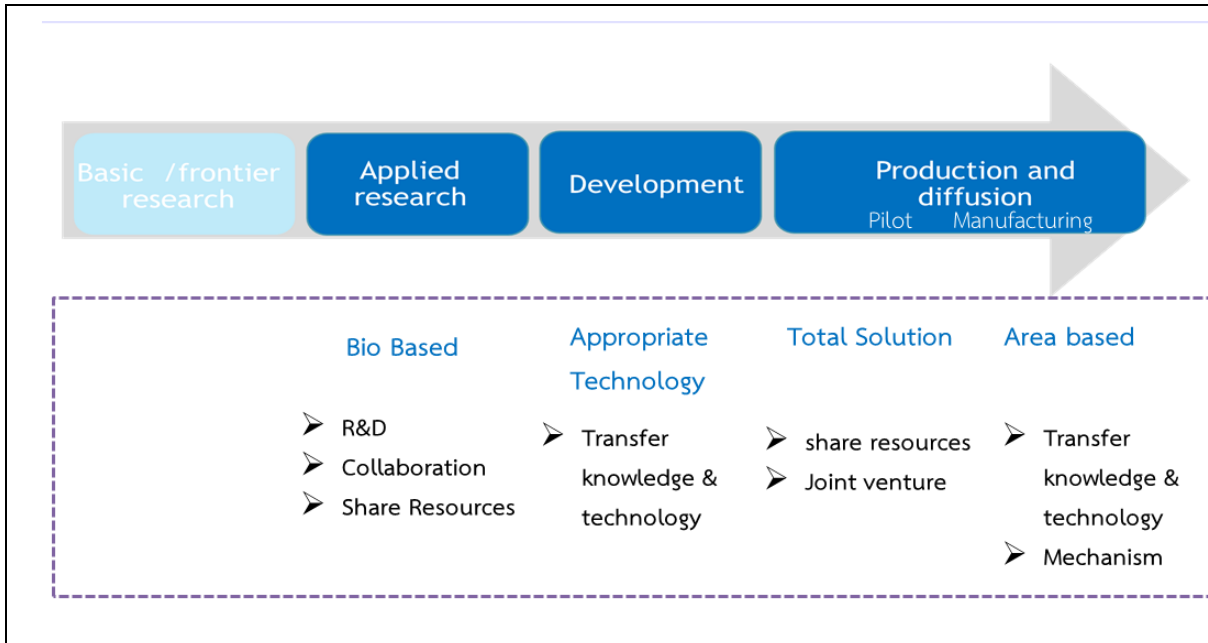 Basic /frontier
research
Applied
research
Development
Production and
diffusion
Pilot Manufacturing
Bio Based
➢ R&D
➢ Collaboration
➢ Share Resources
Appropriate
Technology
➢ Transfer
knowledge &
technology
Total Solution
➢ share resources
➢ Joint venture
Area based
➢ Transfer
knowledge &
technology
➢ Mechanism